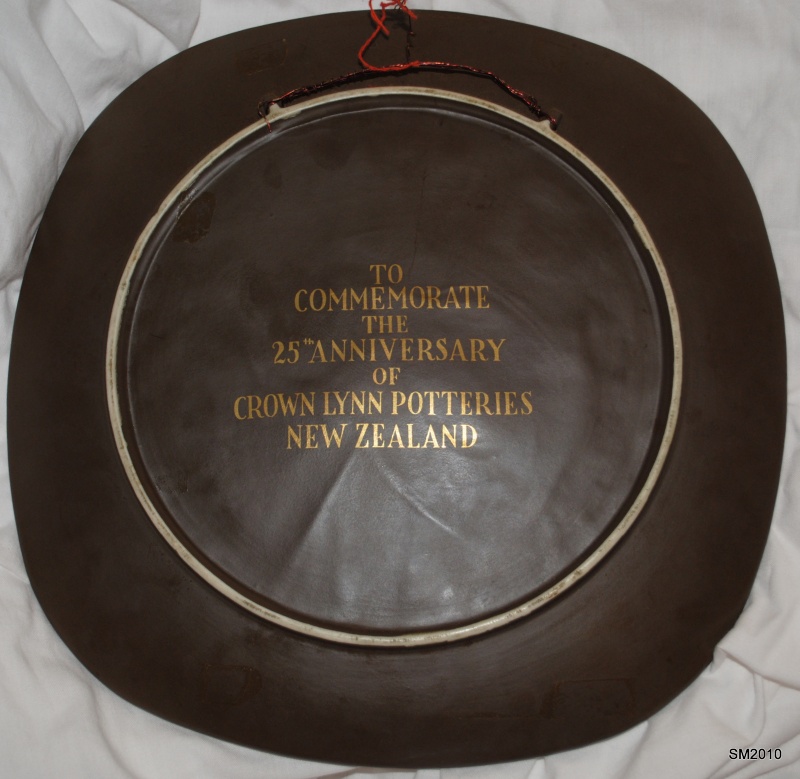 TO
COMMEMORATE
THE
25th ANNIVERSARY
OF
CROWN LYNN POTTERIES
NEW ZEALAND
SM2010